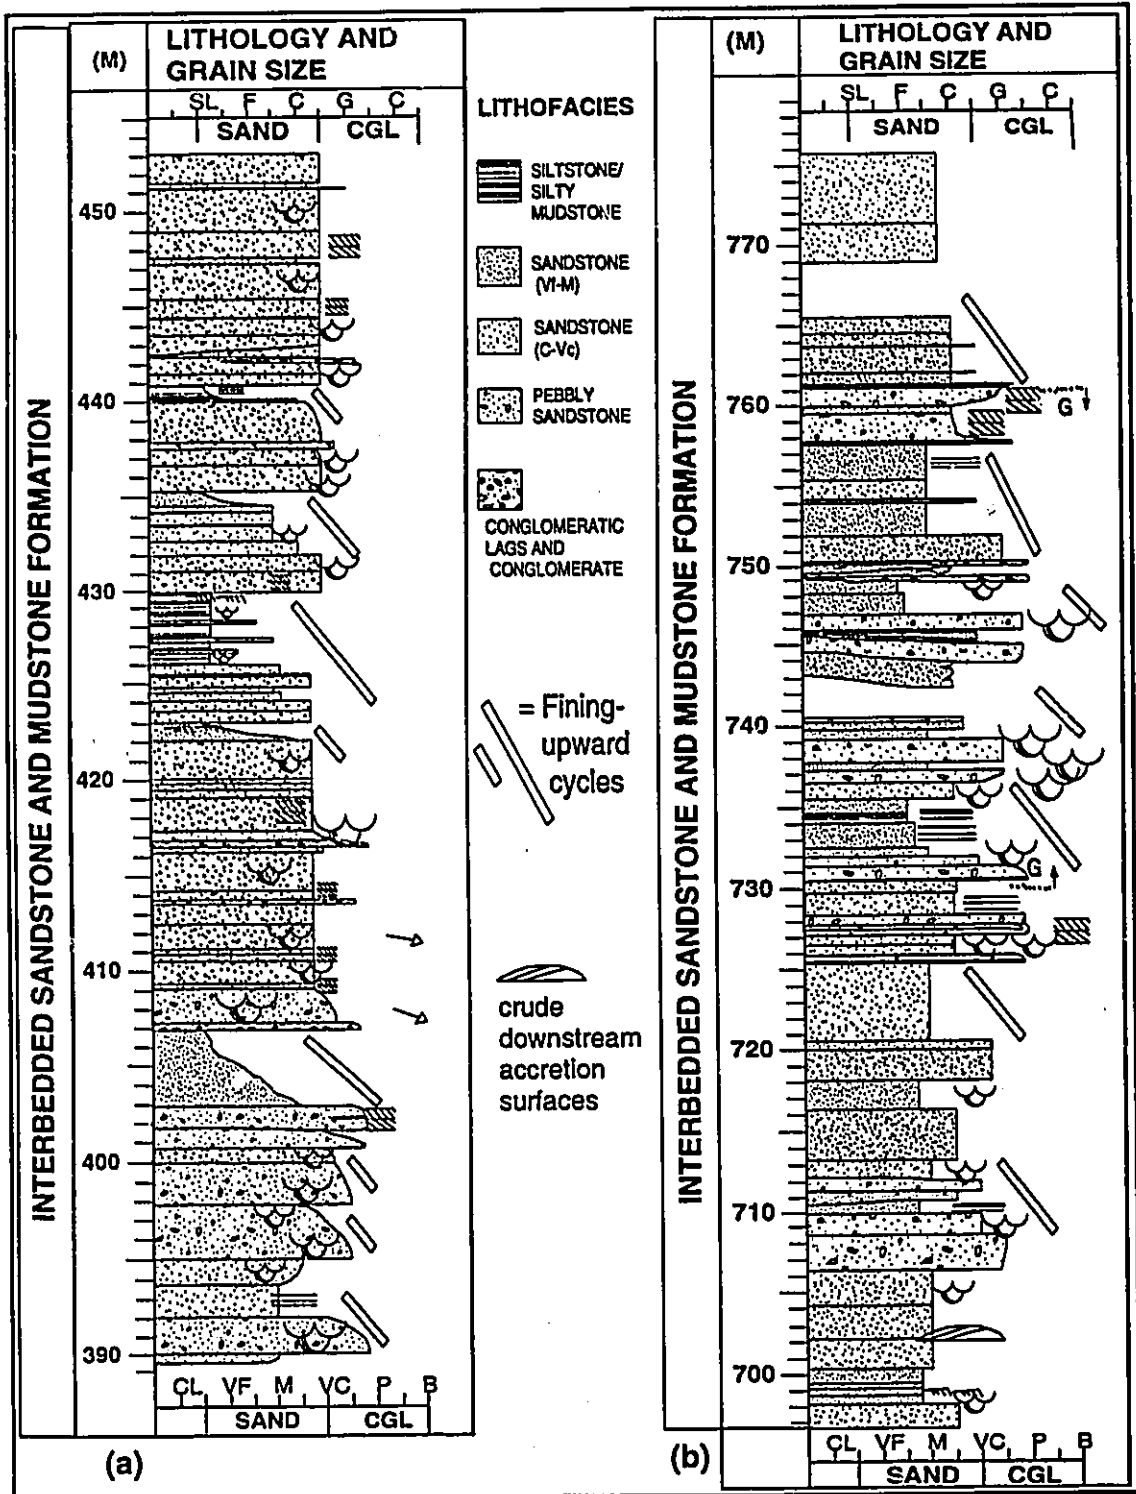 (M)
LITHOLOGY AND
GRAIN SIZE
SL F C G C
SAND CGL
INTERBEDDED SANDSTONE AND MUDSTONE FORMATION
450
440
430
420
410
400
390
CL VF M VC P B
SAND CGL
(a)
LITHOFACIES
SILTSTONE/
SILTY
MUDSTONE
SANDSTONE
(Vf-M)
SANDSTONE
(C-Vc)
PEBBLY
SANDSTONE
CONGLOMERATIC
LAGS AND
CONGLOMERATE
= Fining-
upward
cycles
crude
downstream
accretion
surfaces
(M)
LITHOLOGY AND
GRAIN SIZE
SL F C G C
SAND CGL
INTERBEDDED SANDSTONE AND MUDSTONE FORMATION
770
760
G
750
740
730
G
720
710
700
CL VF M VC P B
SAND CGL
(b)